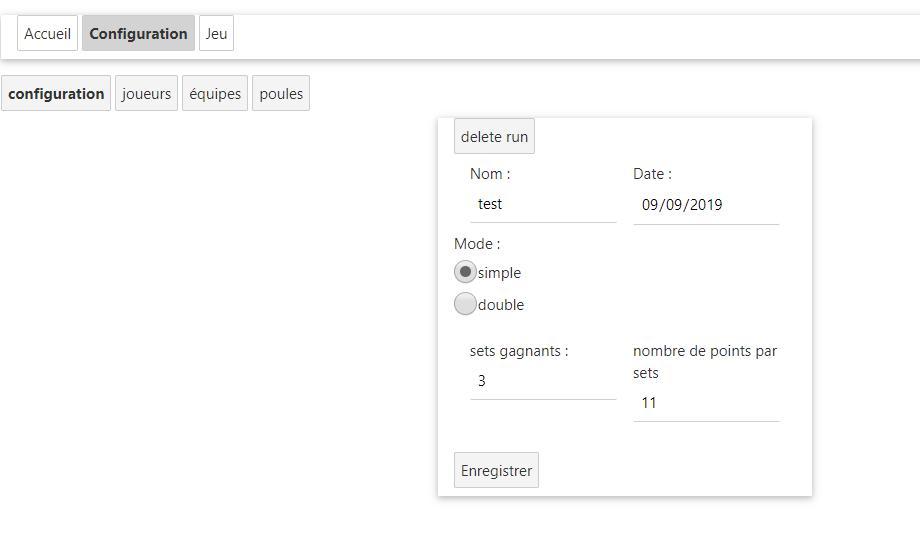 Accueil Configuration Jeu
configuration joueurs équipes poules
delete run
Nom : Date :
test 09/09/2019
Mode :
simple
double
sets gagnants : nombre de points par
sets
3
11
Enregistrer